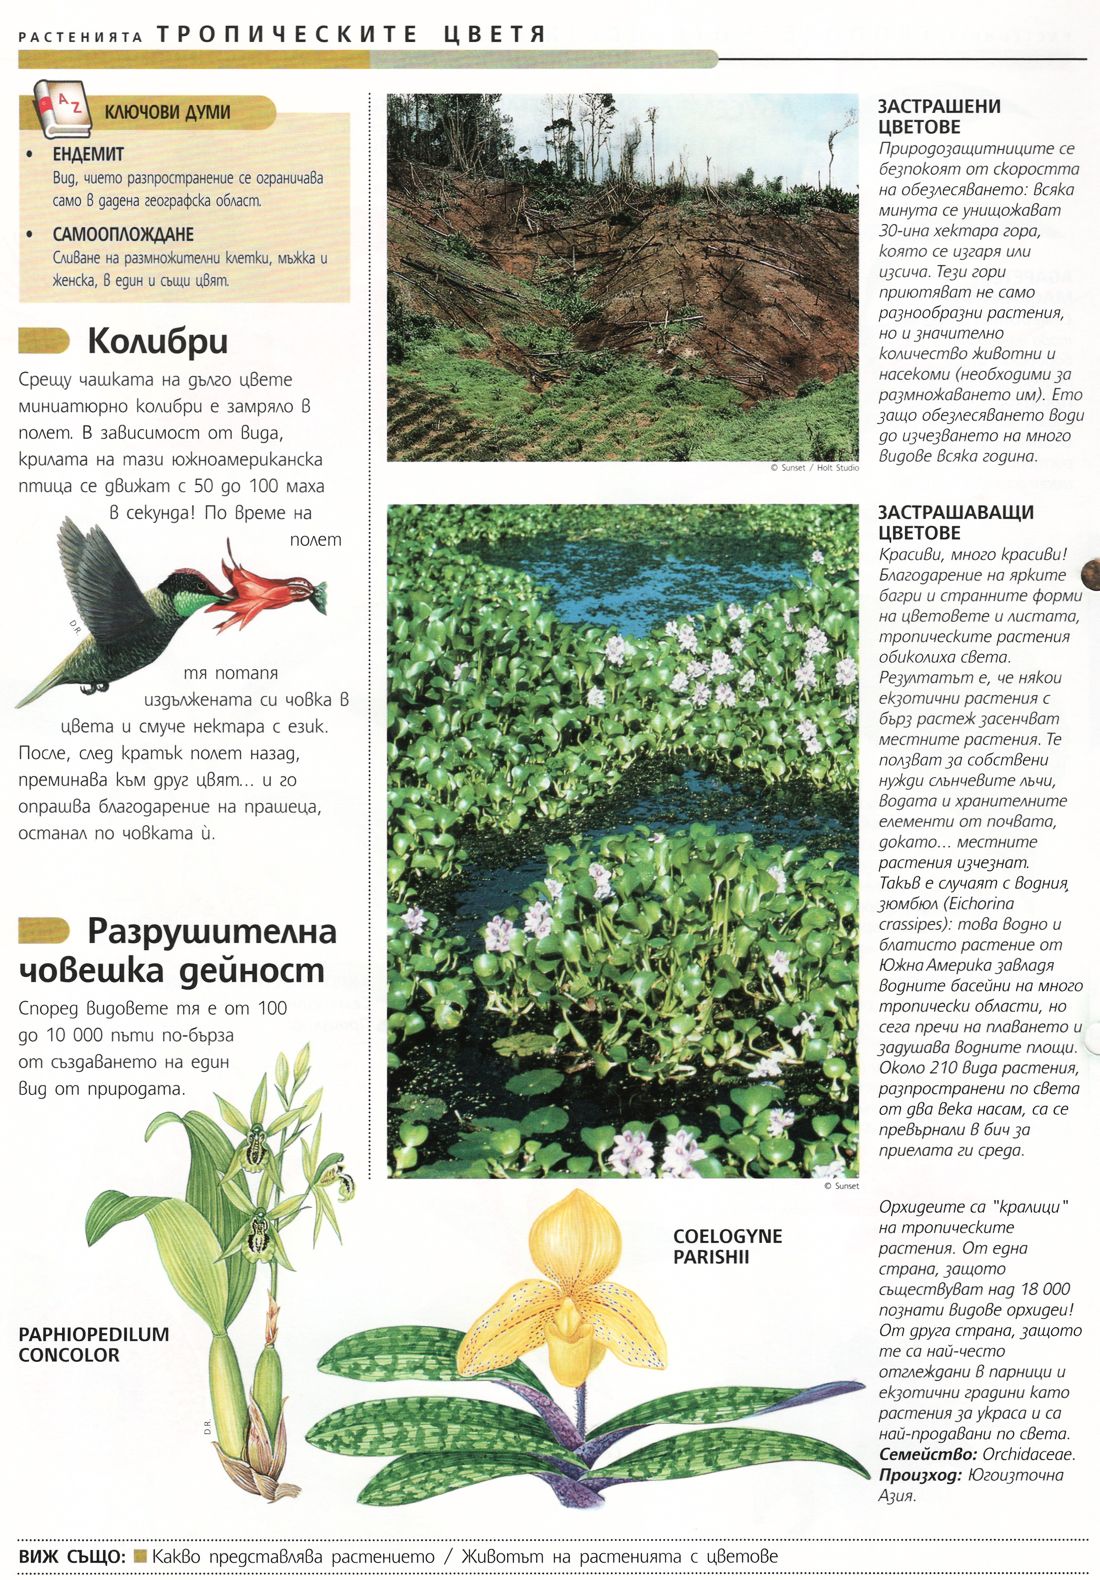 РАСТЕНИЯТА ТРОПИЧЕСКИТЕ ЦВЕТЯ
A Z
КЛЮЧОВИ ДУМИ
• ЕНДЕМИТ
Вид, чието разпространение се ограничава
само в дадена географска област.
• САМООПЛОЖДАНЕ
Сливане на размножителни клетки, мъжка и
женска, в един и същи цвят.
Колибри
Срещу чашката на дълго цвете
миниатюрно колибри е замряло в
полет. В зависимост от вида,
крилата на тази южноамериканска
птица се движат с 50 до 100 маха
в секунда! По време на
полет
D.R.
тя потапя
издължената си човка в
цвета и смуче нектара с език.
После, след кратък полет назад,
преминава към друг цвят... и го
опрашва благодарение на прашеца,
останал по човката ѝ.
Разрушителна
човешка дейност
Според видовете тя е от 100
до 10 000 пъти по-бърза
от създаването на един
вид от природата.
© Sunset / Holt Studio
ЗАСТРАШЕНИ
ЦВЕТОВЕ
Природозащитниците се
безпокоят от скоростта
на обезлесяването: всяка
минута се унищожават
30-ина хектара гора,
която се изгаря или
изсича. Тези гори
приютяват не само
разнообразни растения,
но и значително
количество животни и
насекоми (необходими за
размножаването им). Ето
защо обезлесяването води
до изчезването на много
видове всяка година.
© Sunset
ЗАСТРАШАВАЩИ
ЦВЕТОВЕ
Красиви, много красиви!
Благодарение на ярките
багри и странните форми
на цветовете и листата,
тропическите растения
обиколиха света.
Резултатът е, че някои
екзотични растения с
бърз растеж засенчват
местните растения. Те
ползват за собствени
нужди слънчевите лъчи,
водата и хранителните
елементи от почвата,
докато... местните
растения изчезнат.
Такъв е случаят с водния
зюмбюл (Eichorina
crassipes): това водно и
блатисто растение от
Южна Америка завладя
водните басейни на много
тропически области, но
сега пречи на плаването и
задушава водните площи.
Около 210 вида растения,
разпространени по света
от два века насам, са се
превърнали в бич за
приелата ги среда.
PAPHIOPEDILUM
CONCOLOR
D.R.
COELOGYNE
PARISHII
Орхидеите са "кралици"
на тропическите
растения. От една
страна, защото
съществуват над 18 000
познати видове орхидеи!
От друга страна, защото
те са най-често
отглеждани в парници и
екзотични градини като
растения за украса и са
най-продавани по света.
Семейство: Orchidaceae.
Произход: Югоизточна
Азия.
ВИЖ СЪЩО: Какво представлява растението / Животът на растенията с цветове